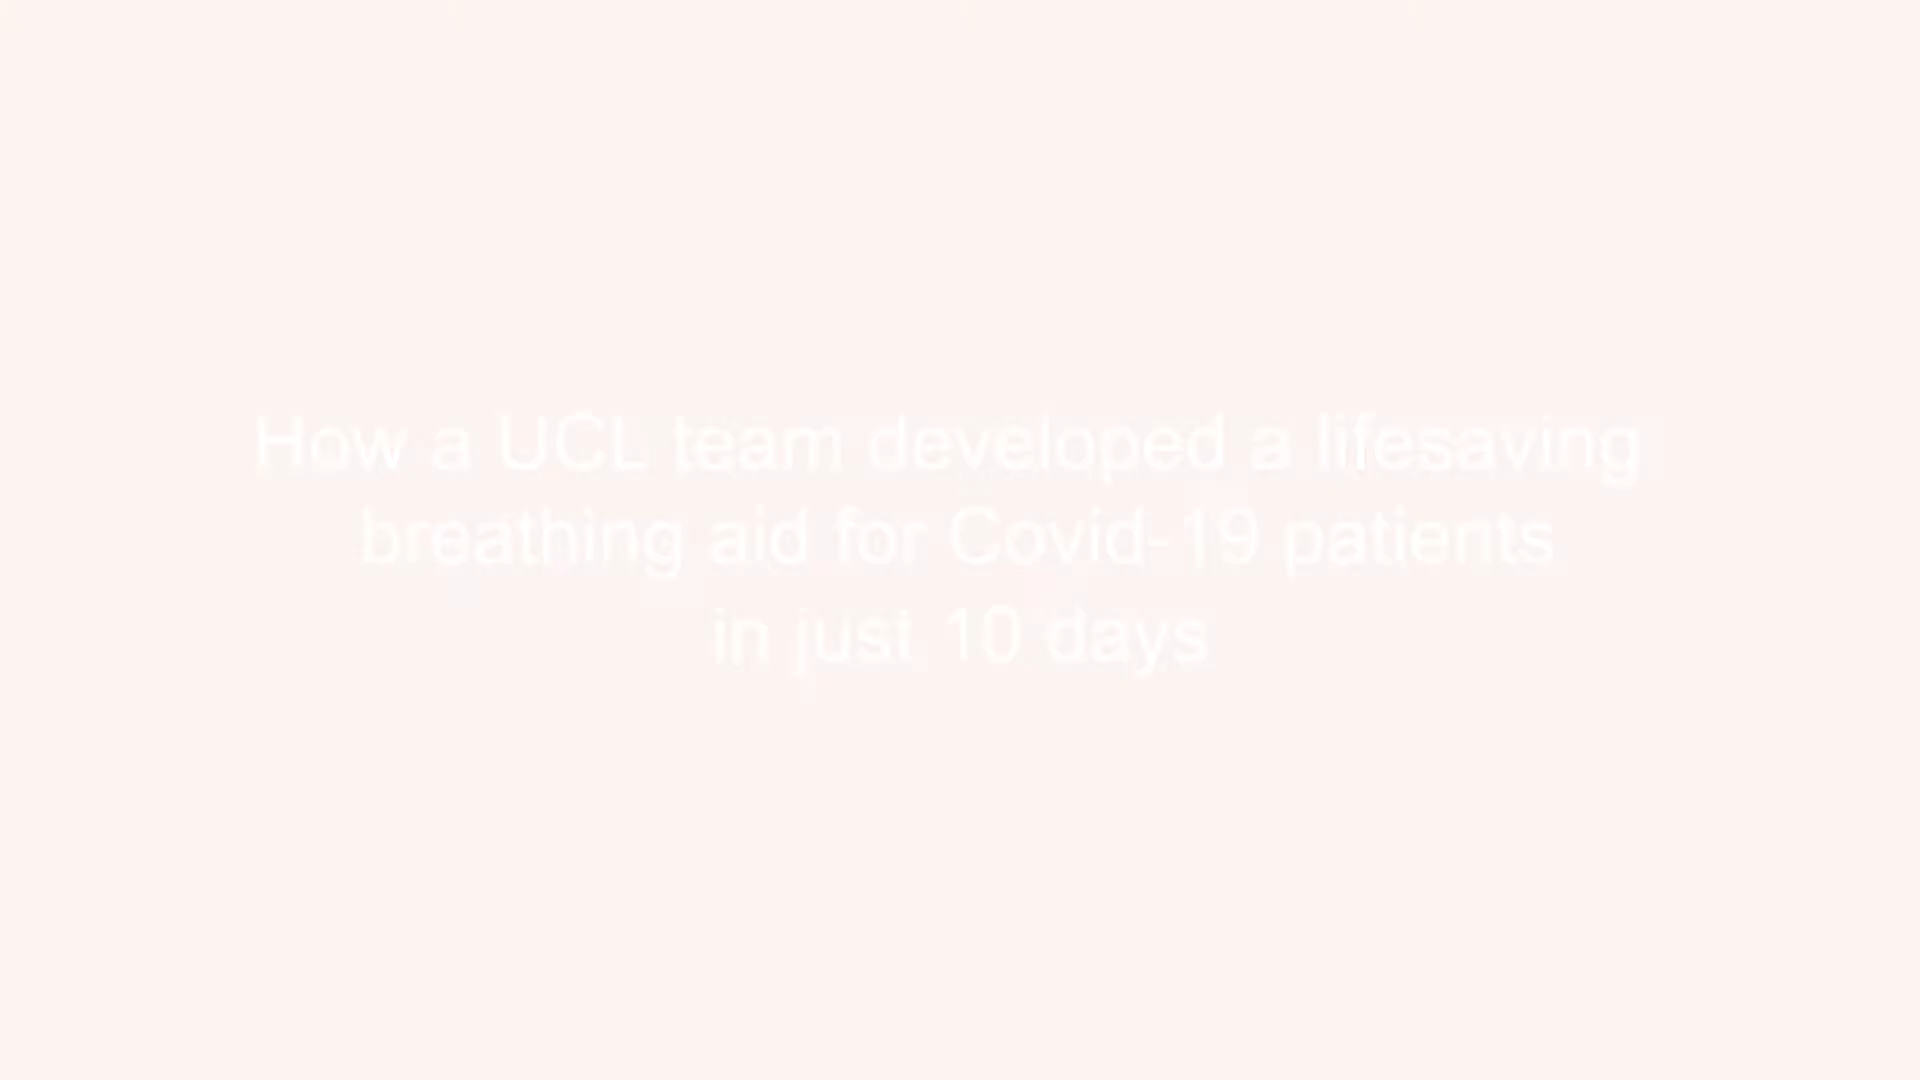 How a UCL team developed a lifesaving
breathing aid for Covid-19 patients
in just 10 days